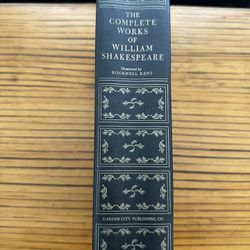 THE
COMPLETE
WORKS
OF
WILLIAM
SHAKESPEARE
Illustrated by
ROCKWELL KENT
GARDEN CITY PUBLISHING CO.